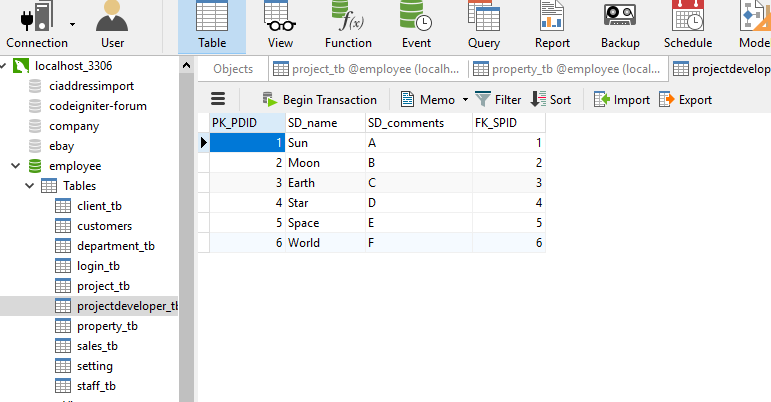 Connection
User
Table
View
f(x)
Function
Event
Query
Report
Backup
Schedule
localhost_3306
ciaddressimport
codeigniter-forum
company
ebay
employee
Tables
client_tb
customers
department_tb
login_tb
project_tb
projectdeveloper_tb
property_tb
sales_tb
setting
staff_tb
Objects project_tb @employee (localh... property_tb @employee (local...
Begin Transaction Memo Filter Sort Import Export
PK_PDID SD_name SD_comments FK_SPID
1 Sun A 1
2 Moon B 2
3 Earth C 3
4 Star D 4
5 Space E 5
6 World F 6